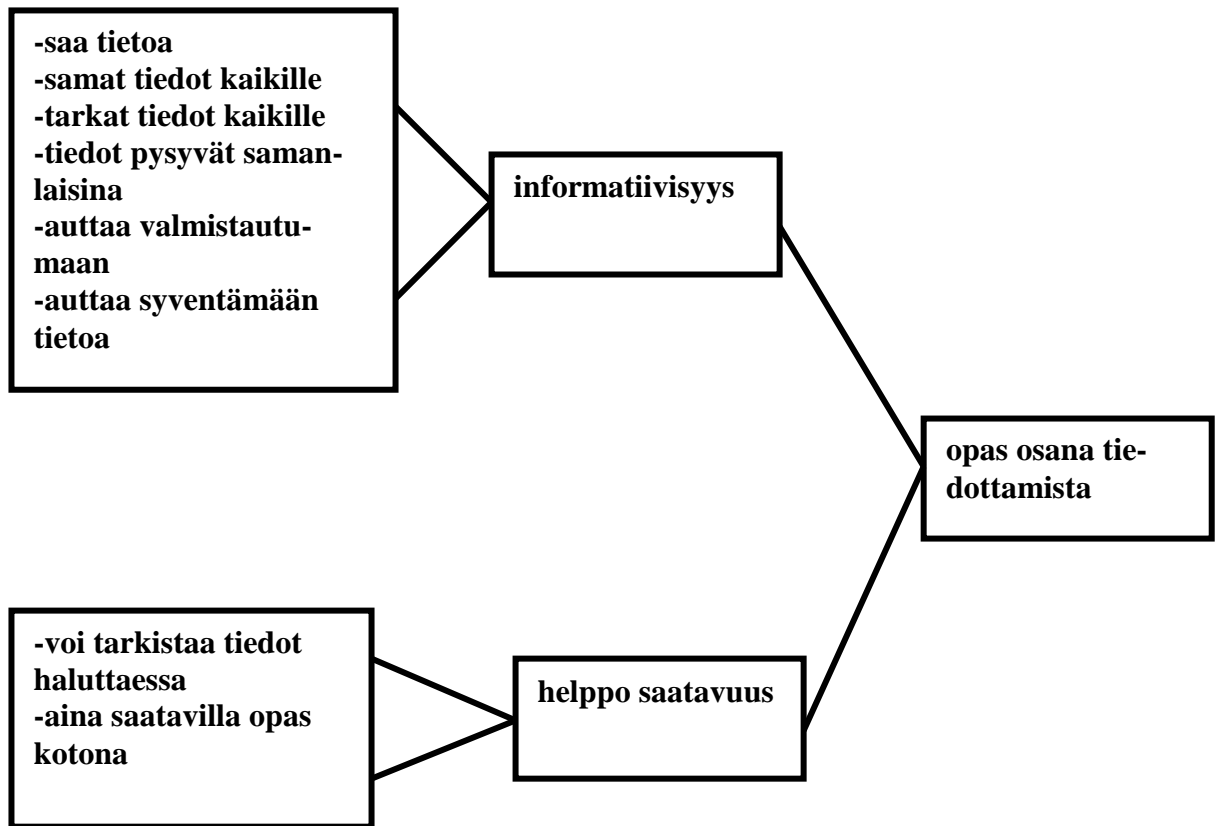 -saa tietoa
-samat tiedot kaikille
-tarkat tiedot kaikille
-tiedot pysyvät saman-
laisina
-auttaa valmistautu-
maan
-auttaa syventämään
tietoa
informatiivisyys
opas osana tie-
dottamista
-voi tarkistaa tiedot
haluttaessa
-aina saatavilla opas
kotona
helppo saatavuus